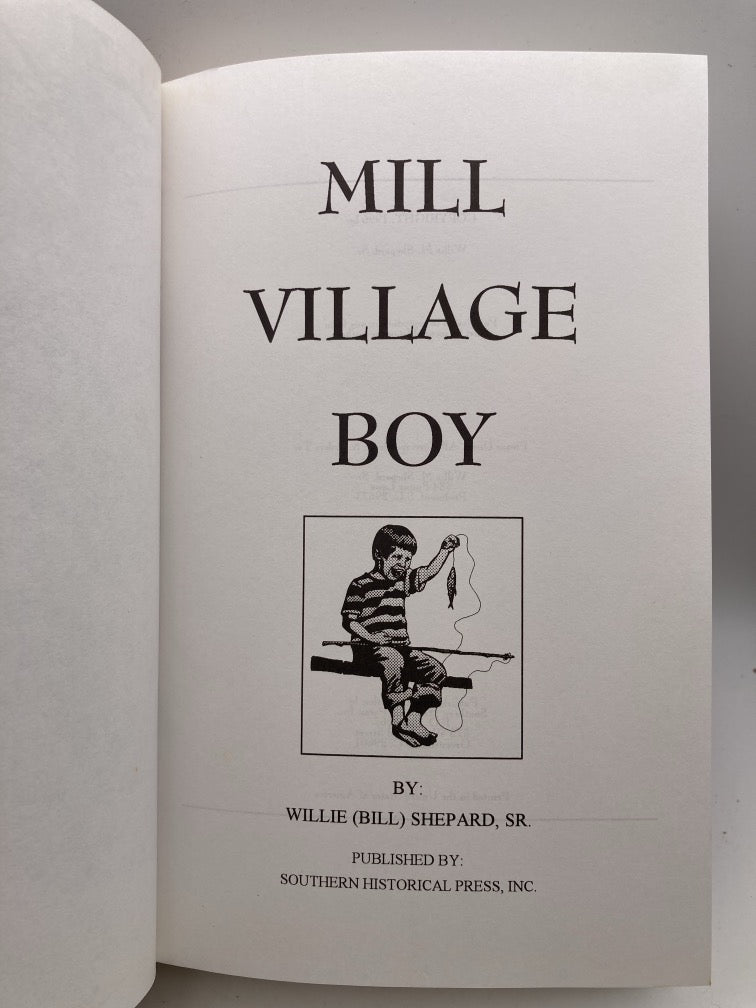 MILL
VILLAGE
BOY
BY:
WILLIE (BILL) SHEPARD, SR.
PUBLISHED BY:
SOUTHERN HISTORICAL PRESS, INC.